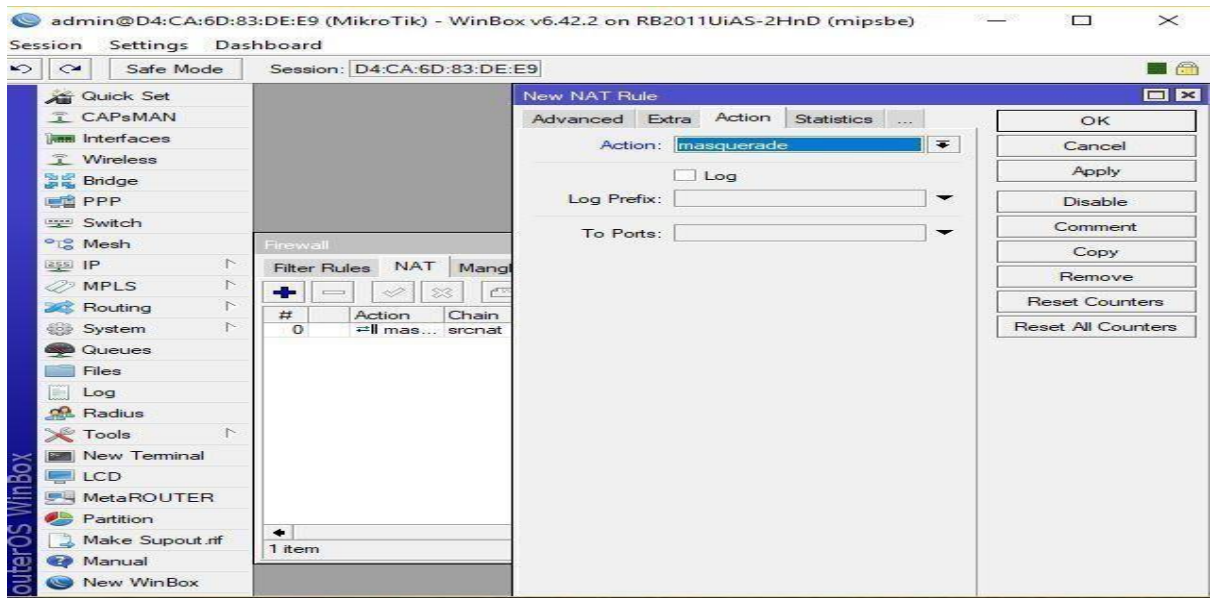 admin@D4:CA:6D:83:DE:E9 (MikroTik) - WinBox v6.42.2 on RB2011UiAS-2HnD (mipsbe)
Session Settings Dashboard
Safe Mode Session: D4:CA:6D:83:DE:E9
Quick Set
CAPsMAN
Interfaces
Wireless
Bridge
PPP
Switch
Mesh
IP
MPLS
Routing
System
Queues
Files
Log
Radius
Tools
New Terminal
LCD
MetaROUTER
Partition
Make Supout.rif
Manual
New WinBox
outerOS WinBox
Firewall
Filter Rules NAT Mangl
# Action Chain
0 mas... srcnat
1 item
New NAT Rule
Advanced Extra Action Statistics ...
Action: masquerade
Log
Log Prefix:
To Ports:
OK
Cancel
Apply
Disable
Comment
Copy
Remove
Reset Counters
Reset All Counters